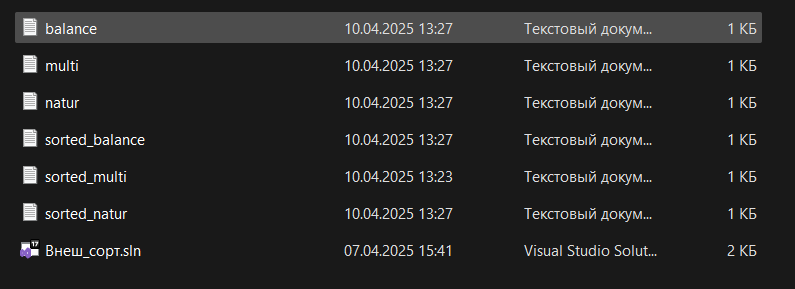 balance 10.04.2025 13:27 Текстовый докум... 1 КБ
multi 10.04.2025 13:27 Текстовый докум... 1 КБ
natur 10.04.2025 13:27 Текстовый докум... 1 КБ
sorted_balance 10.04.2025 13:27 Текстовый докум... 1 КБ
sorted_multi 10.04.2025 13:23 Текстовый докум... 1 КБ
sorted_natur 10.04.2025 13:27 Текстовый докум... 1 КБ
17 Внеш_сорт.sln 07.04.2025 15:41 Visual Studio Solut... 2 КБ